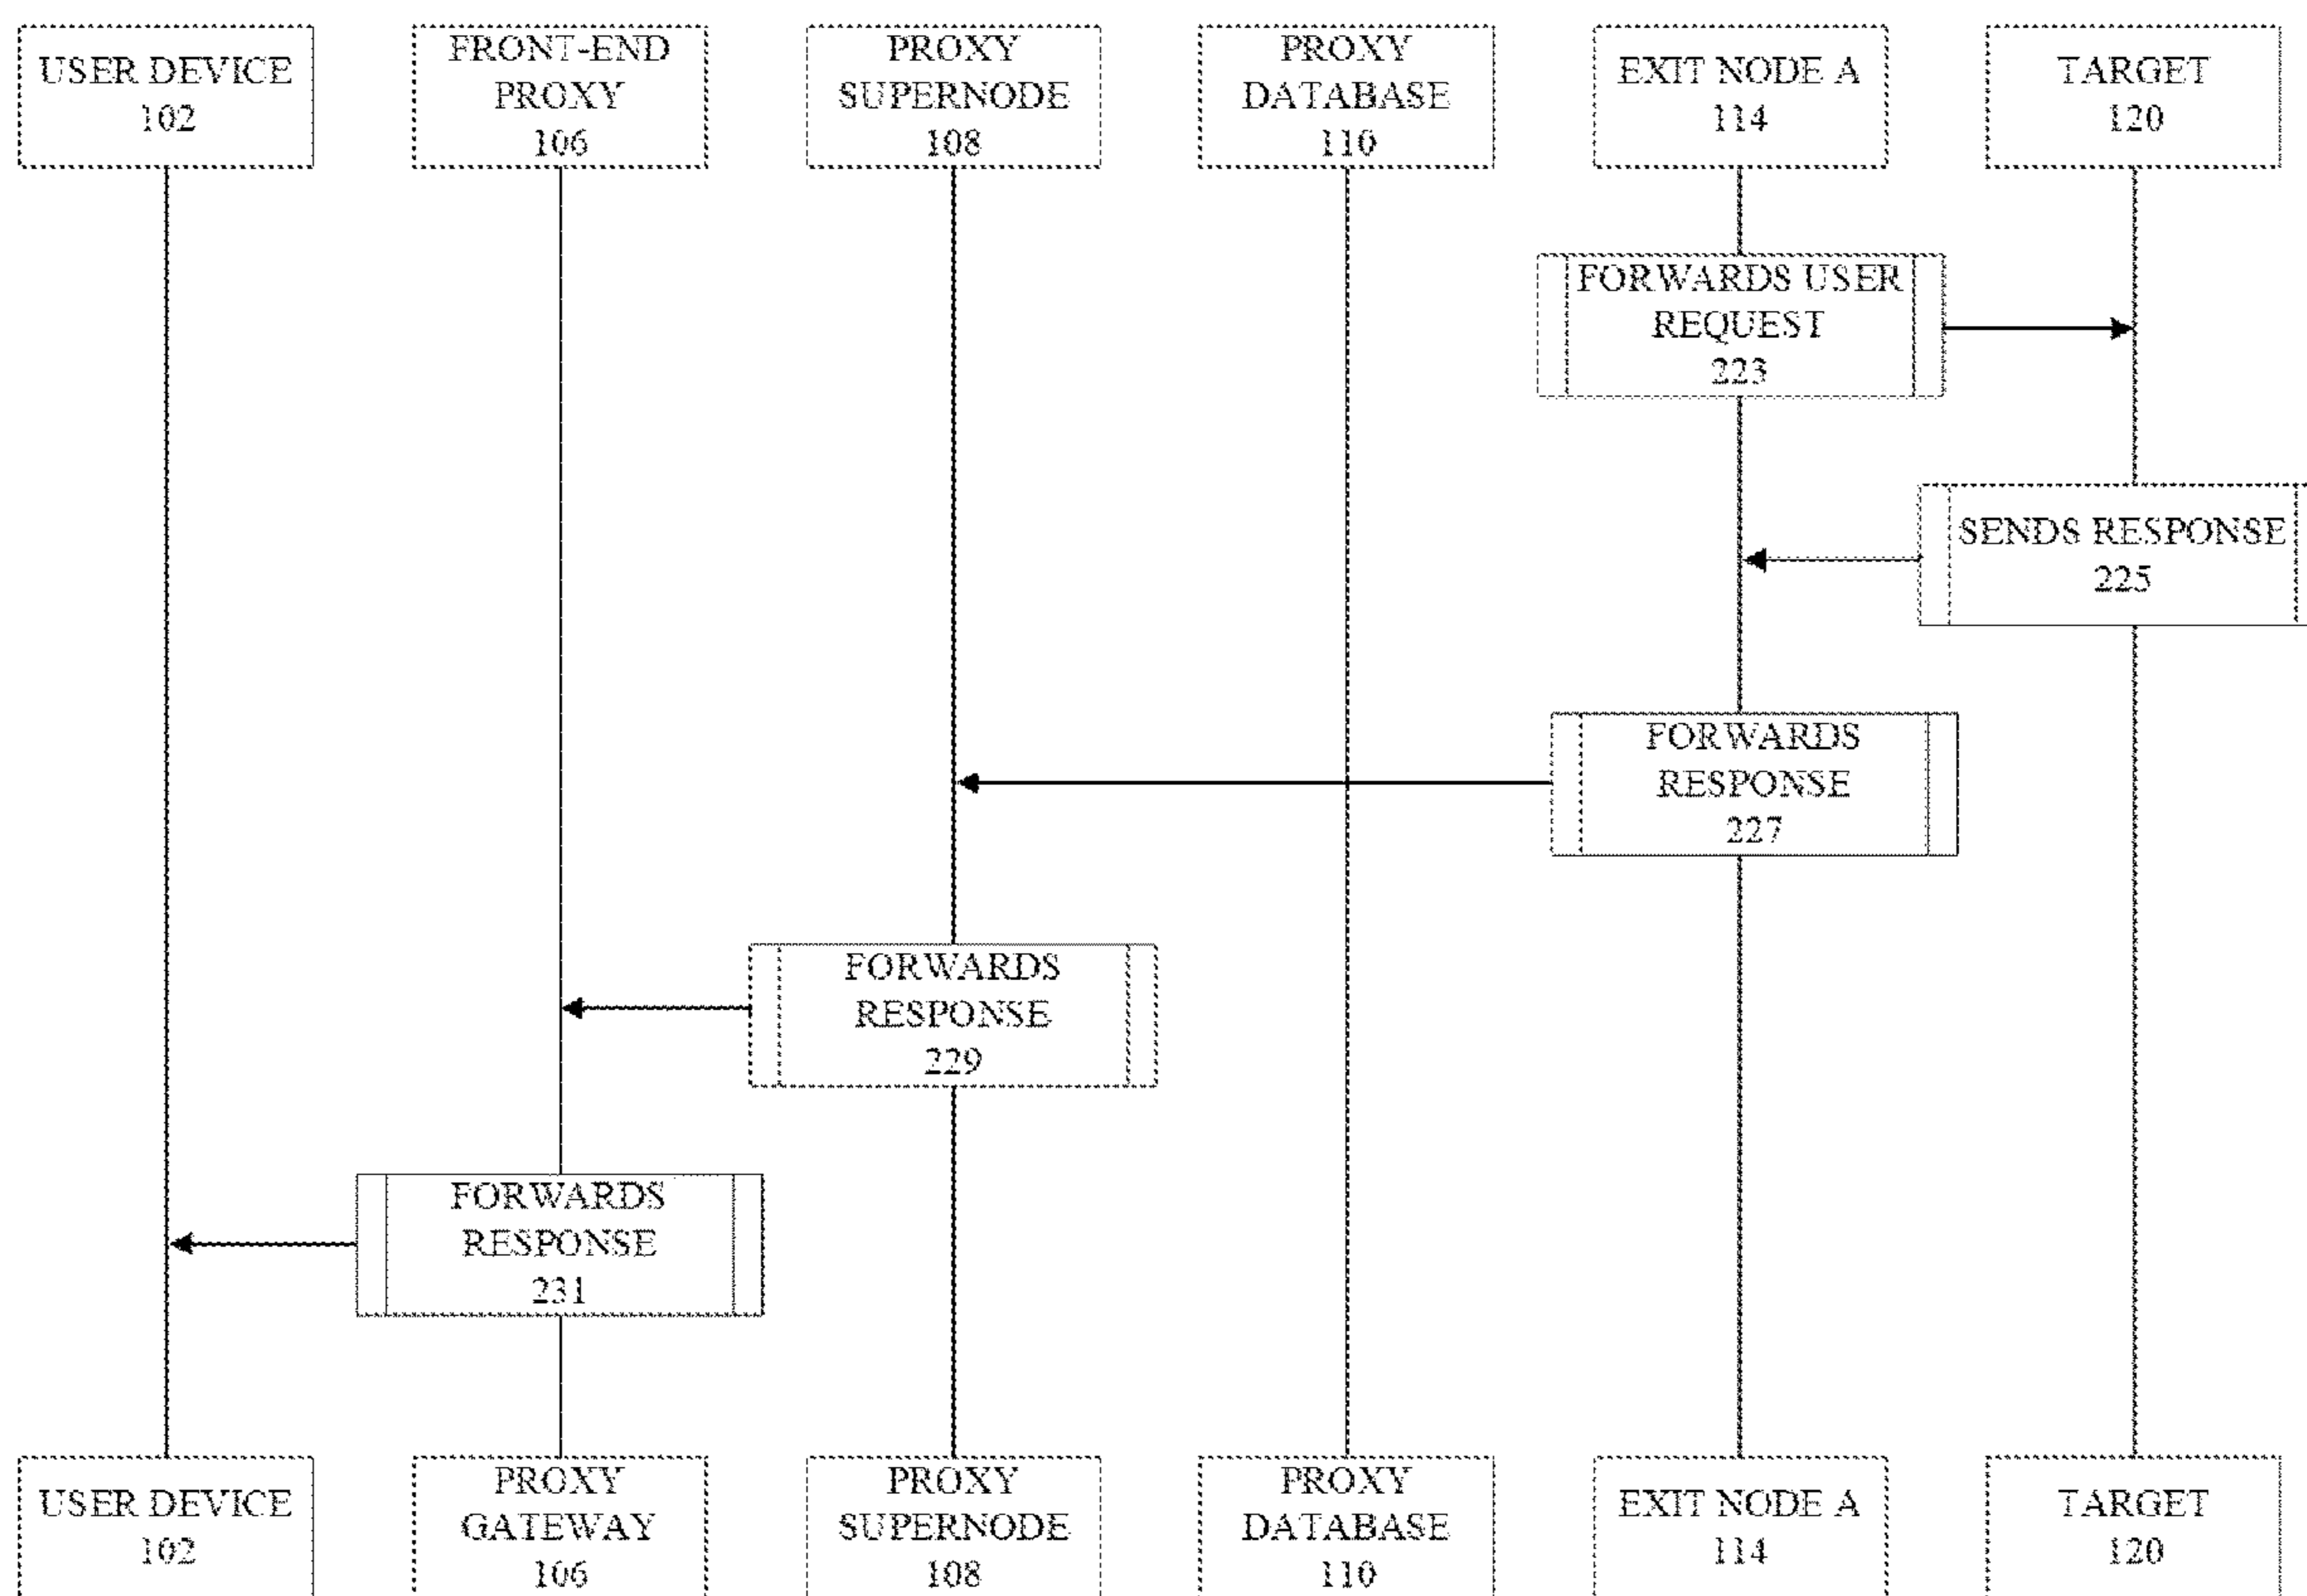 USER DEVICE
102
FRONT-END
PROXY
106
PROXY
SUPERNODE
108
PROXY
DATABASE
110
EXIT NODE A
114
TARGET
120
FORWARDS USER
REQUEST
223
SENDS RESPONSE
225
FORWARDS
RESPONSE
227
FORWARDS
RESPONSE
229
FORWARDS
RESPONSE
231
USER DEVICE
102
PROXY
GATEWAY
106
PROXY
SUPERNODE
108
PROXY
DATABASE
110
EXIT NODE A
114
TARGET
120